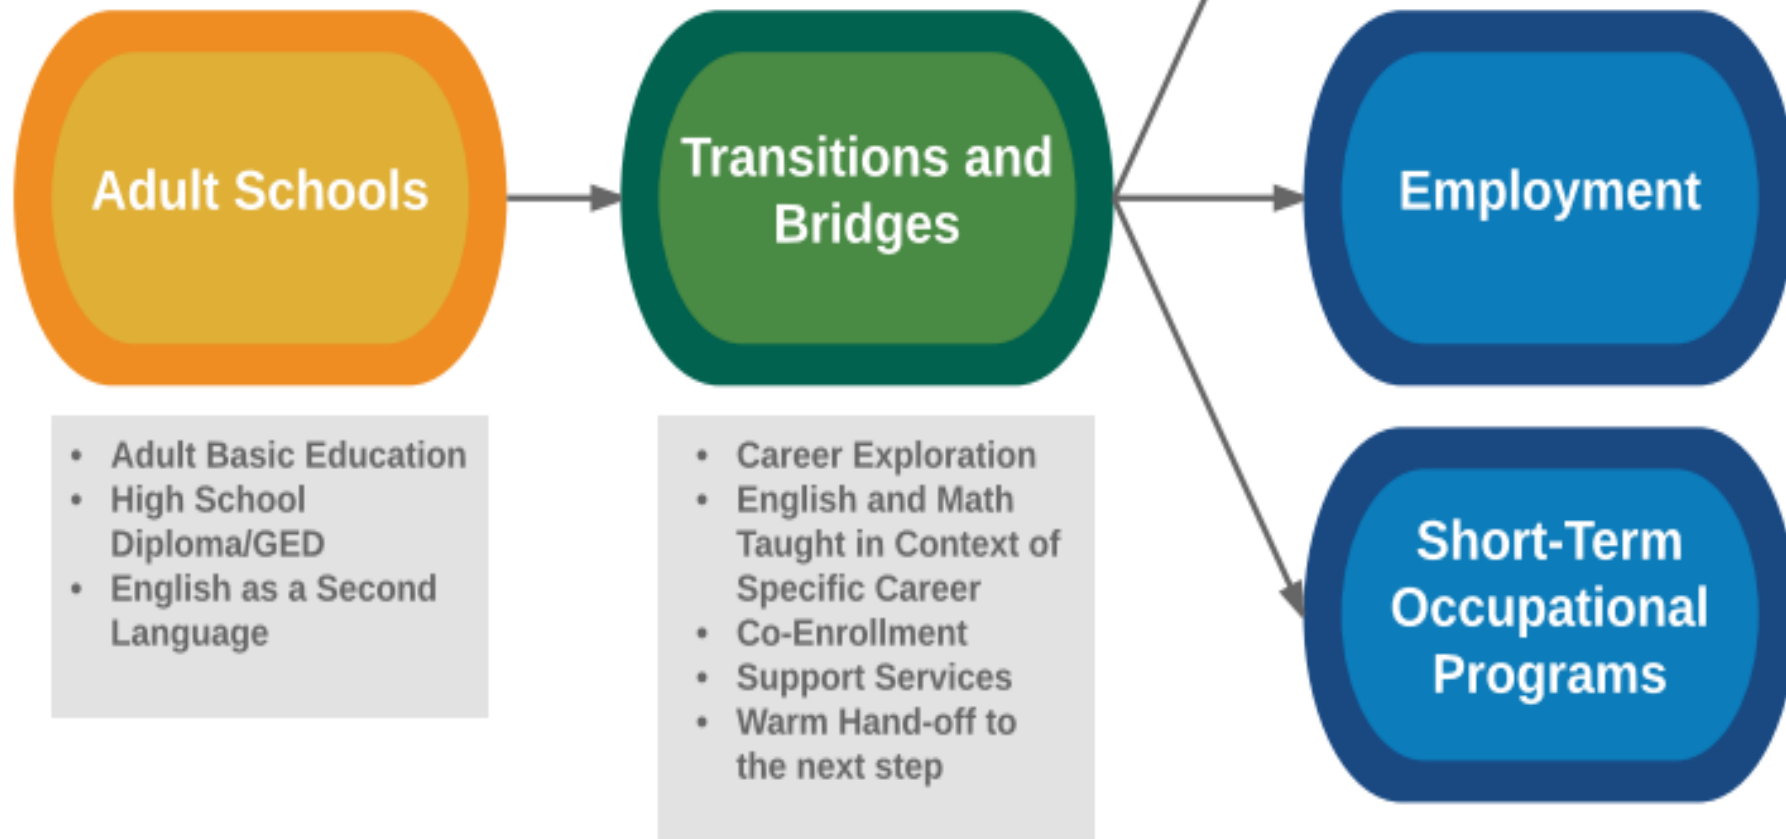 Adult Schools
Transitions and
Bridges
Employment
• Adult Basic Education
• High School
Diploma/GED
• English as a Second
Language
• Career Exploration
• English and Math
Taught in Context of
Specific Career
• Co-Enrollment
• Support Services
• Warm Hand-off to
the next step
Short-Term
Occupational
Programs